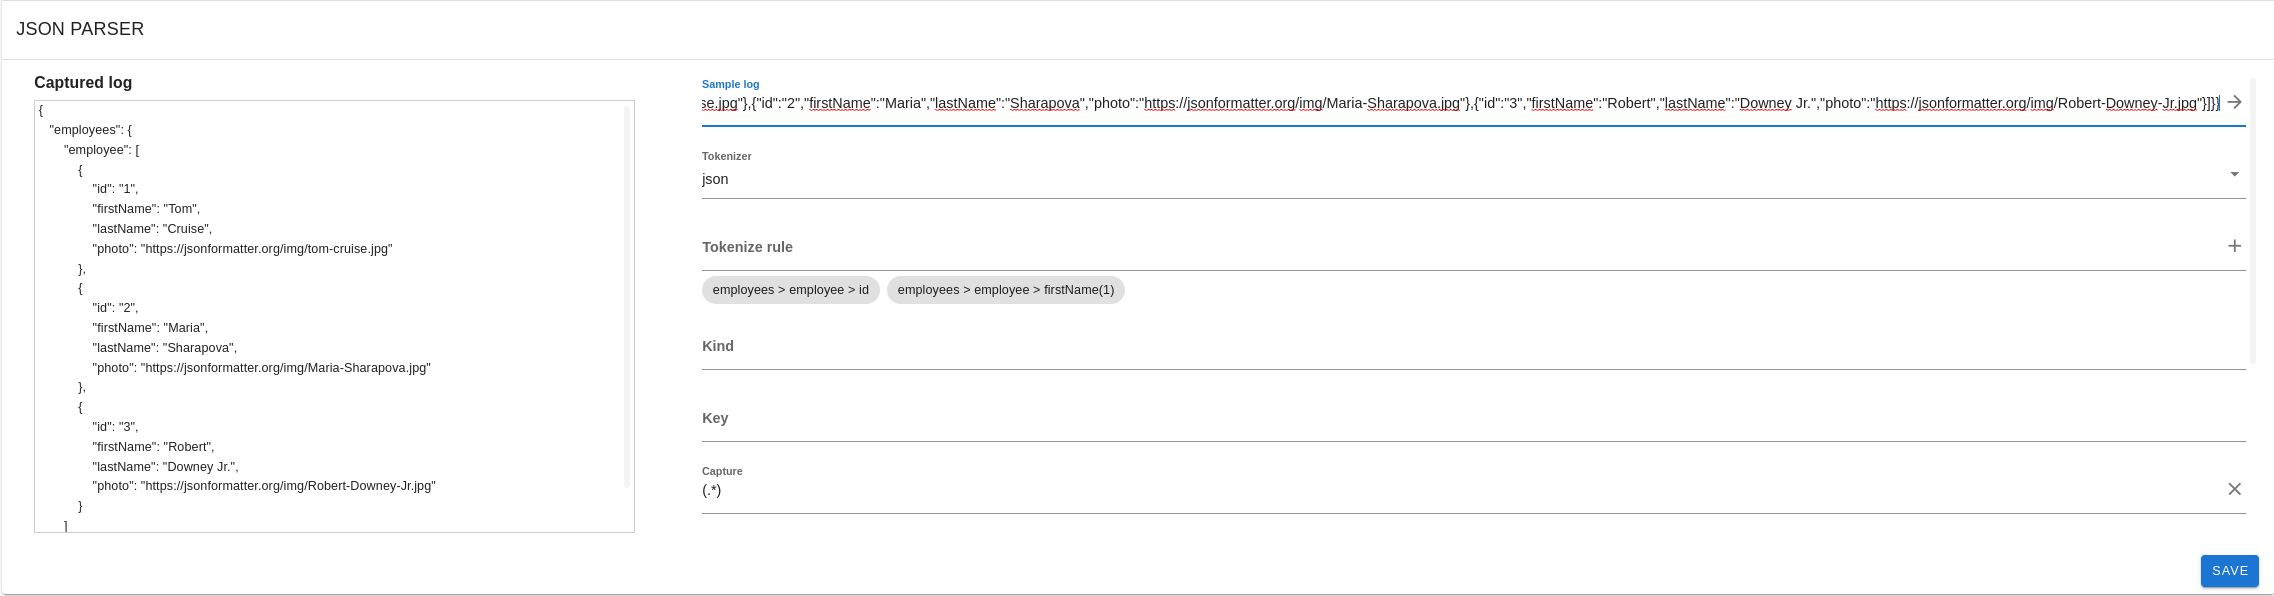 JSON PARSER
Captured log
{
"employees": {
"employee": [
{
"id": "1",
"firstName": "Tom",
"lastName": "Cruise",
"photo": "https://jsonformatter.org/img/tom-cruise.jpg"
},
{
"id": "2",
"firstName": "Maria",
"lastName": "Sharapova",
"photo": "https://jsonformatter.org/img/Maria-Sharapova.jpg"
},
{
"id": "3",
"firstName": "Robert",
"lastName": "Downey Jr.",
"photo": "https://jsonformatter.org/img/Robert-Downey-Jr.jpg"
}
]
Sample log
se.jpg"},{"id":"2","firstName":"Maria","lastName":"Sharapova","photo":"https://jsonformatter.org/img/Maria-Sharapova.jpg"},{"id":"3","firstName":"Robert","lastName":"Downey Jr.","photo":"https://jsonformatter.org/img/Robert-Downey-Jr.jpg"}]}}
Tokenizer
json
Tokenize rule
employees > employee > id employees > employee > firstName(1)
Kind
Key
Capture
(.*)
SAVE